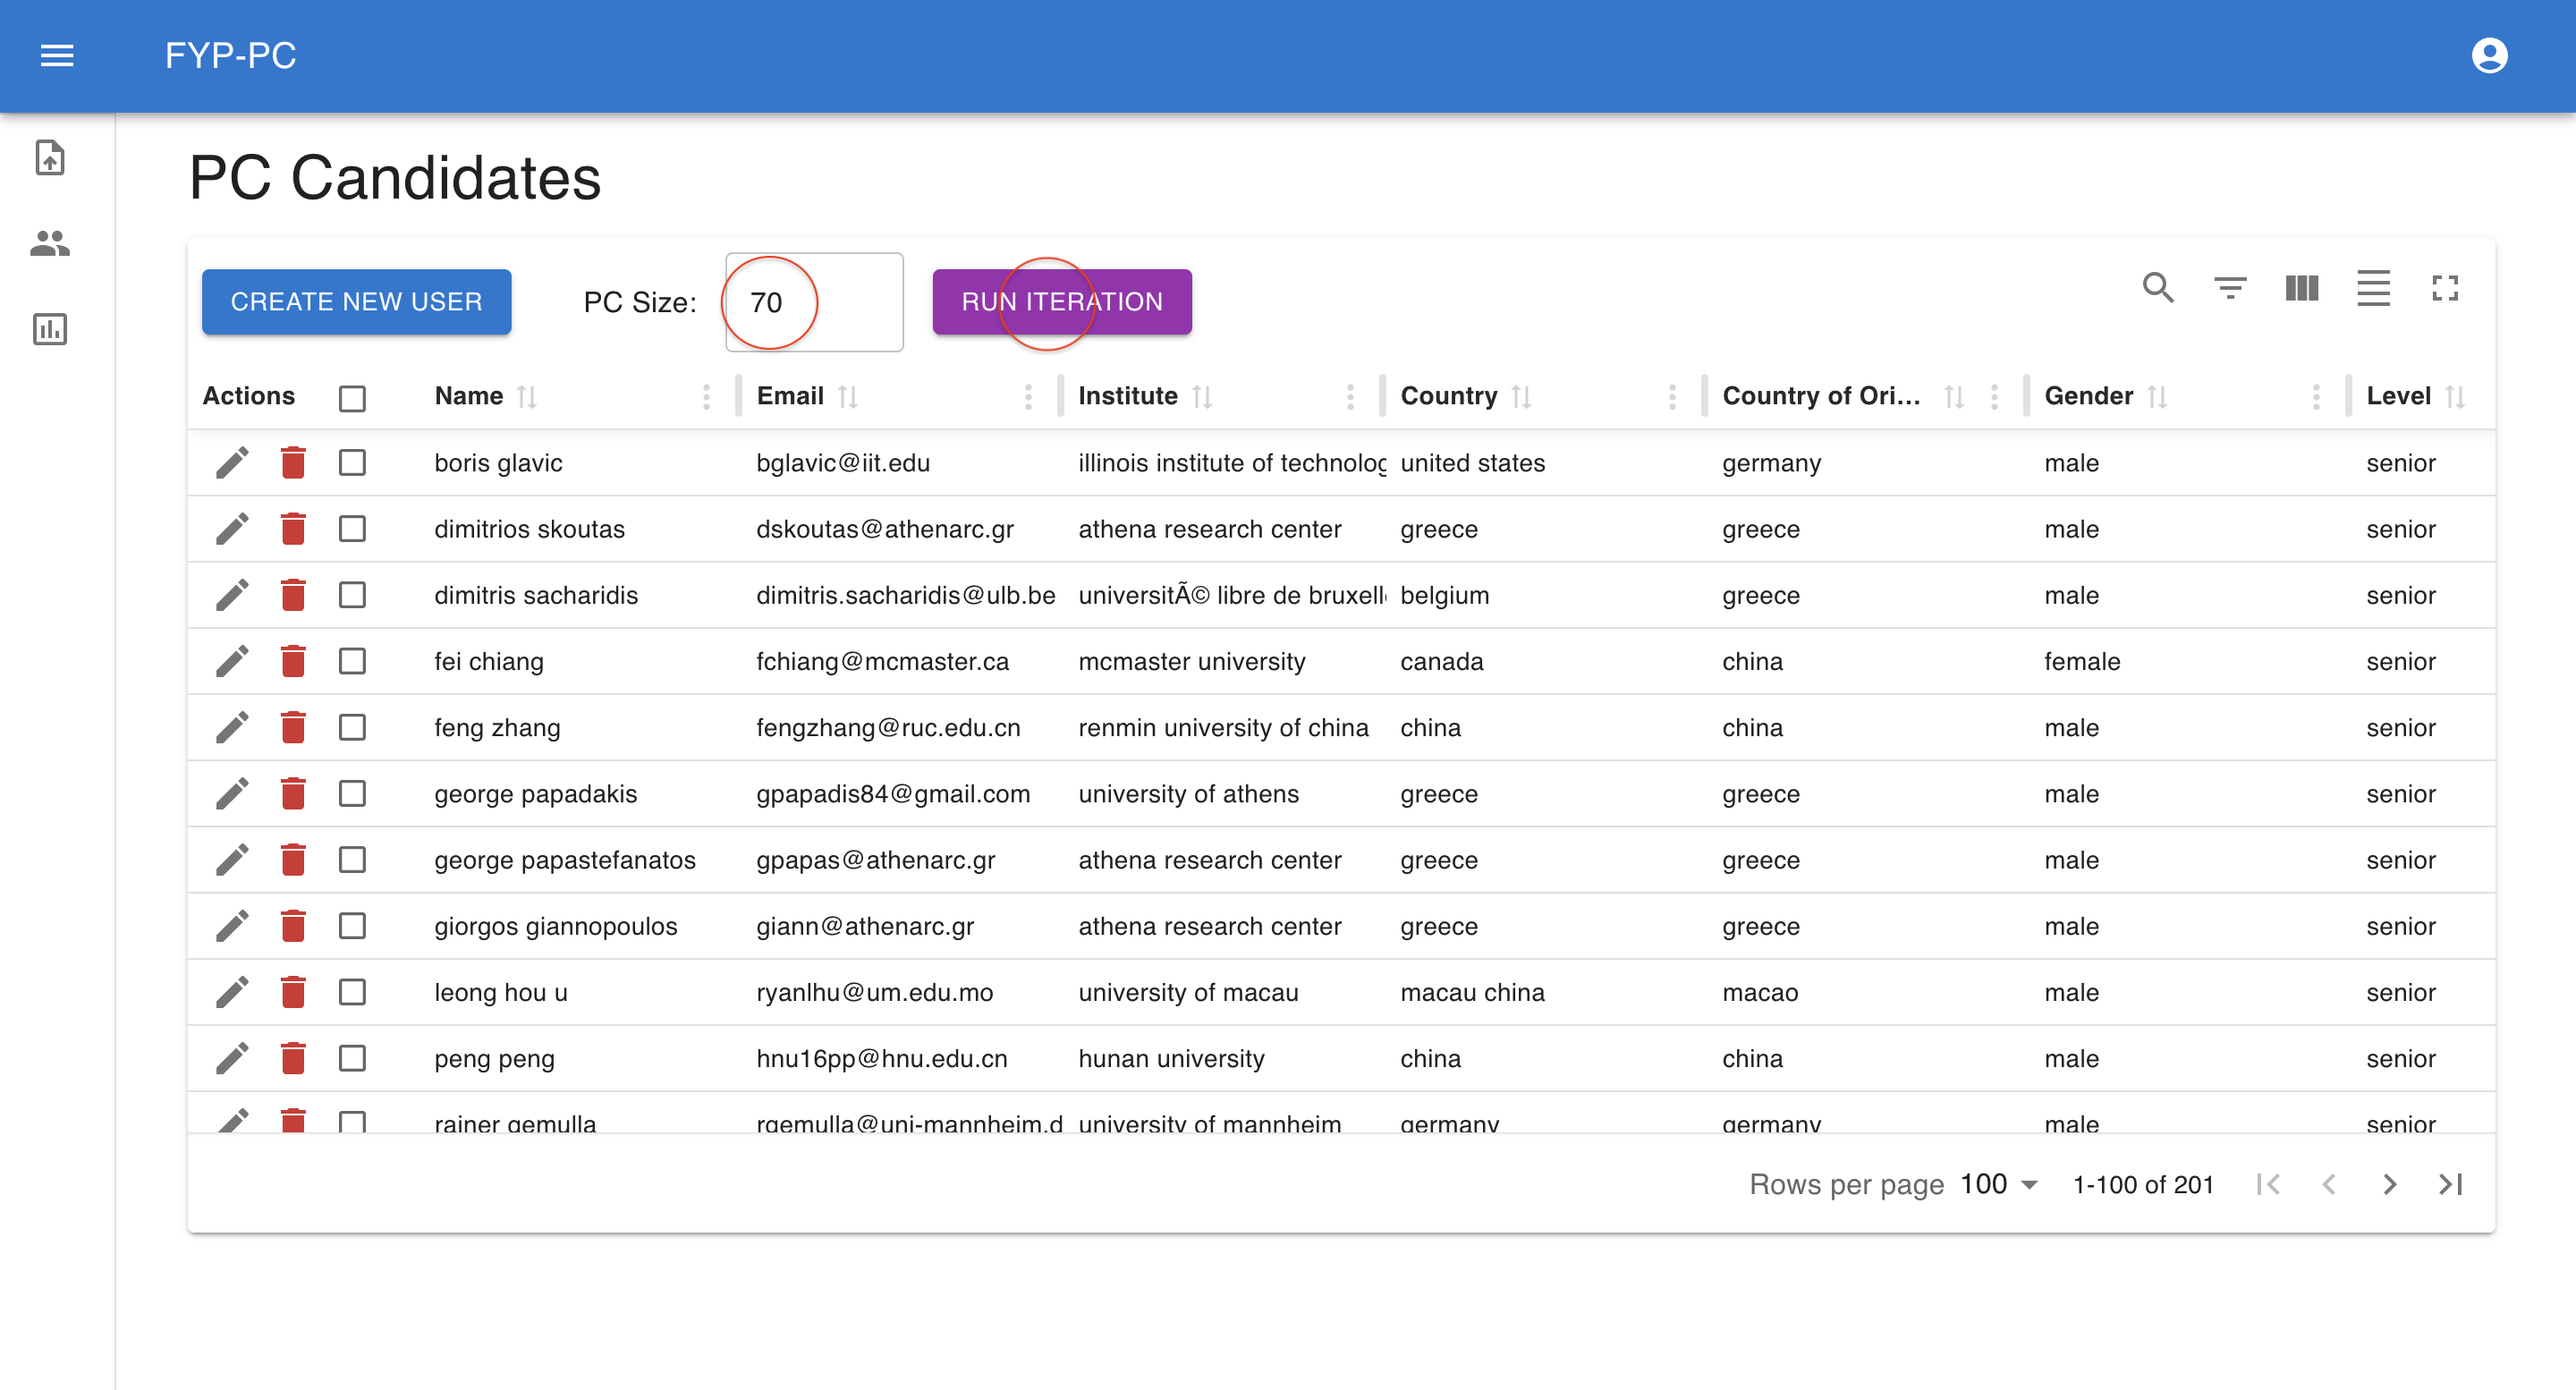 FYP-PC
PC Candidates
CREATE NEW USER PC Size: 70 RUN ITERATION
Actions Name Email Institute Country Country of Ori... Gender Level
boris glavic bglavic@iit.edu illinois institute of technolog united states germany male senior
dimitrios skoutas dskoutas@athenarc.gr athena research center greece greece male senior
dimitris sacharidis dimitris.sacharidis@ulb.be universitÃ© libre de bruxell belgium greece male senior
fei chiang fchiang@mcmaster.ca mcmaster university canada china female senior
feng zhang fengzhang@ruc.edu.cn renmin university of china china china male senior
george papadakis gpapadis84@gmail.com university of athens greece greece male senior
george papastefanatos gpapas@athenarc.gr athena research center greece greece male senior
giorgos giannopoulos giann@athenarc.gr athena research center greece greece male senior
leong hou u ryanlhu@um.edu.mo university of macau macau china macao male senior
peng peng hnu16pp@hnu.edu.cn hunan university china china male senior
rainer gemulla rgemulla@uni-mannheim.d university of mannheim germany germany male senior
Rows per page 100 1-100 of 201